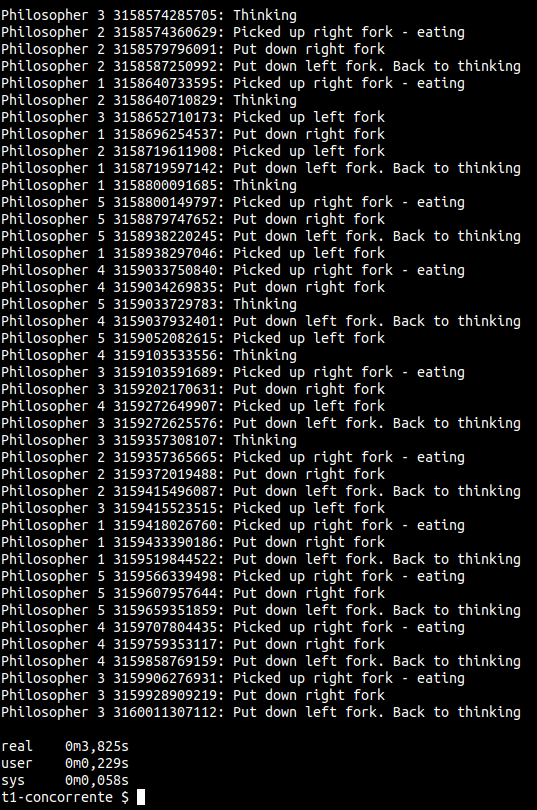 Philosopher 3 3158574285705: Thinking
Philosopher 2 3158574360629: Picked up right fork - eating
Philosopher 2 3158579796091: Put down right fork
Philosopher 2 3158587250992: Put down left fork. Back to thinking
Philosopher 1 3158640733595: Picked up right fork - eating
Philosopher 2 3158640710829: Thinking
Philosopher 3 3158652710173: Picked up left fork
Philosopher 1 3158696254537: Put down right fork
Philosopher 2 3158719611908: Picked up left fork
Philosopher 1 3158719597142: Put down left fork. Back to thinking
Philosopher 1 3158800091685: Thinking
Philosopher 5 3158800149797: Picked up right fork - eating
Philosopher 5 3158879747652: Put down right fork
Philosopher 5 3158938220245: Put down left fork. Back to thinking
Philosopher 1 3158938297046: Picked up left fork
Philosopher 4 3159033750840: Picked up right fork - eating
Philosopher 4 3159034269835: Put down right fork
Philosopher 5 3159033729783: Thinking
Philosopher 4 3159037932401: Put down left fork. Back to thinking
Philosopher 5 3159052082615: Picked up left fork
Philosopher 4 3159103533556: Thinking
Philosopher 3 3159103591689: Picked up right fork - eating
Philosopher 3 3159202170631: Put down right fork
Philosopher 4 3159272649907: Picked up left fork
Philosopher 3 3159272625576: Put down left fork. Back to thinking
Philosopher 3 3159357308107: Thinking
Philosopher 2 3159357365665: Picked up right fork - eating
Philosopher 2 3159372019488: Put down right fork
Philosopher 2 3159415496087: Put down left fork. Back to thinking
Philosopher 3 3159415523515: Picked up left fork
Philosopher 1 3159418026760: Picked up right fork - eating
Philosopher 1 3159433390186: Put down right fork
Philosopher 1 3159519844522: Put down left fork. Back to thinking
Philosopher 5 3159566339498: Picked up right fork - eating
Philosopher 5 3159607957644: Put down right fork
Philosopher 5 3159659351859: Put down left fork. Back to thinking
Philosopher 4 3159707804435: Picked up right fork - eating
Philosopher 4 3159759353117: Put down right fork
Philosopher 4 3159858769159: Put down left fork. Back to thinking
Philosopher 3 3159906276931: Picked up right fork - eating
Philosopher 3 3159928909219: Put down right fork
Philosopher 3 3160011307112: Put down left fork. Back to thinking
real 0m3,825s
user 0m0,229s
sys 0m0,058s
t1-concorrente $